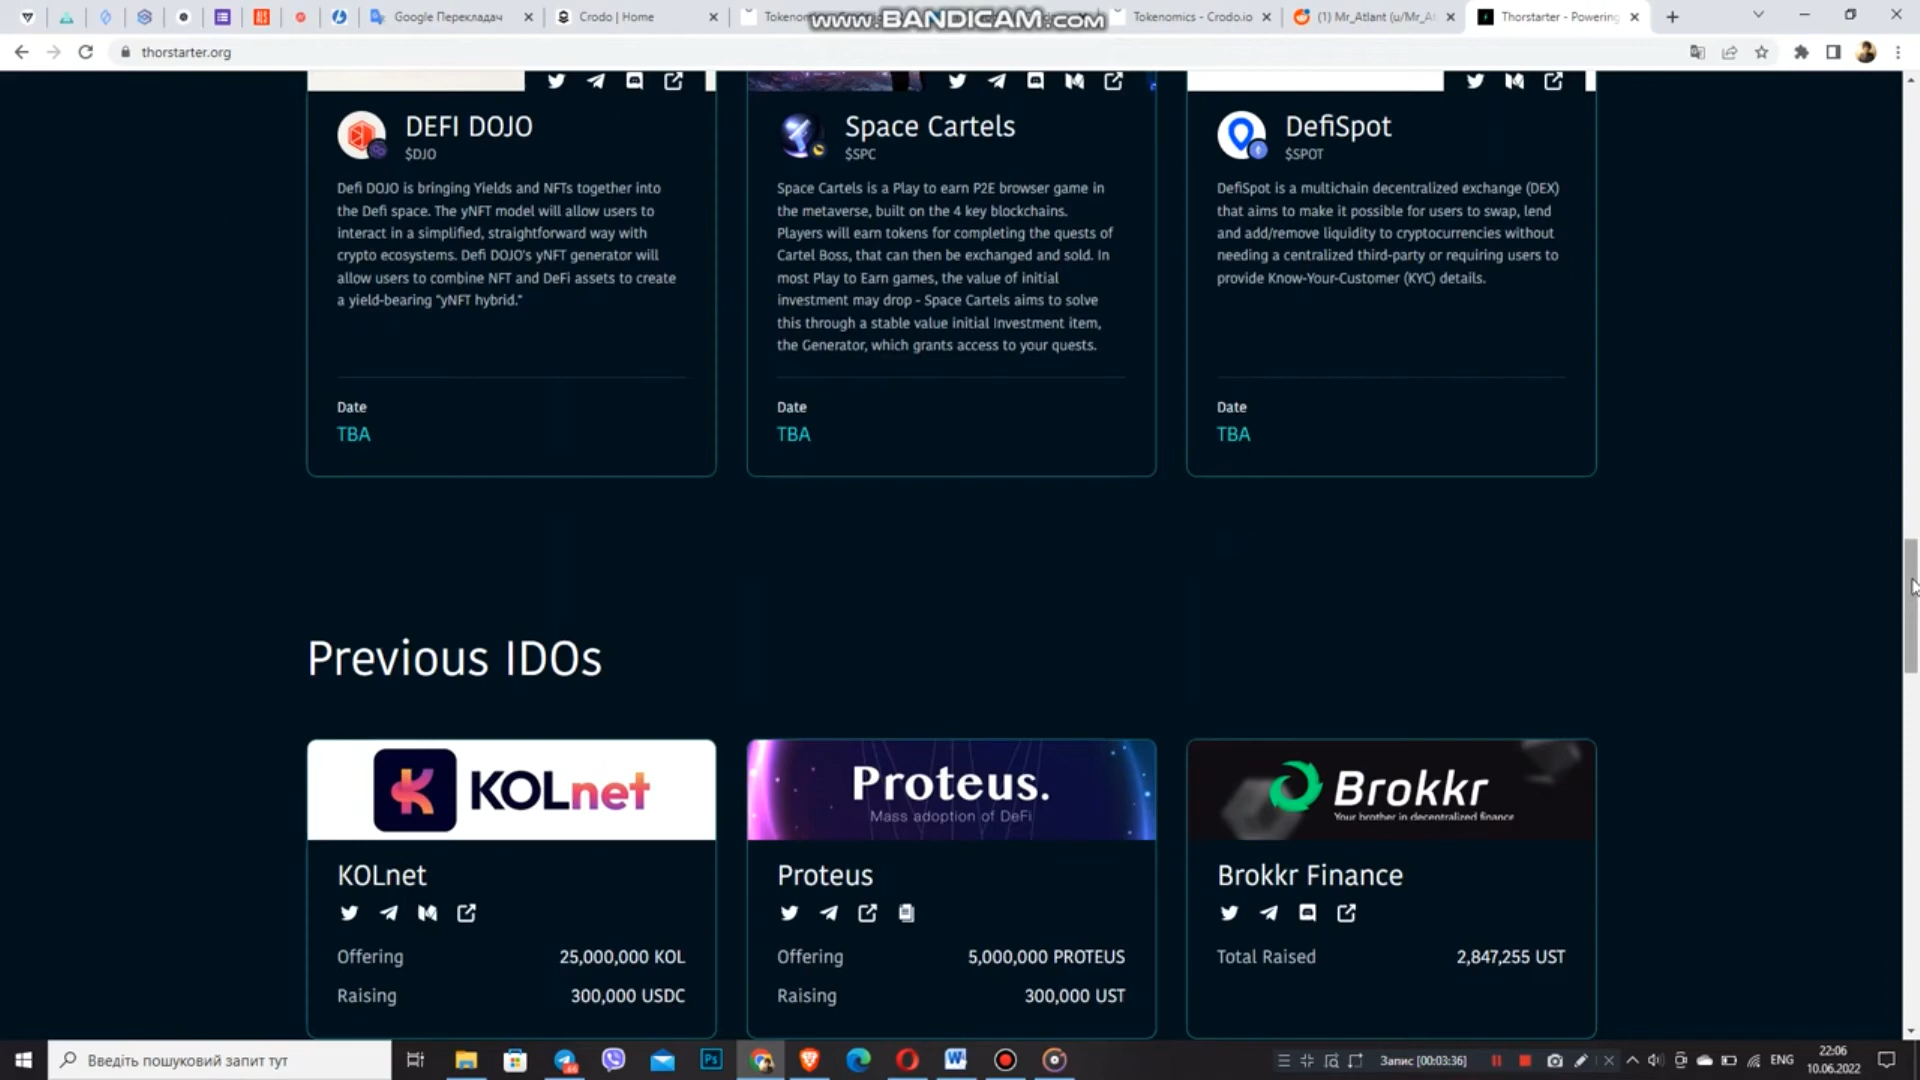 Google Перекладач
Crodo | Home
Tokenom
www.BANDICAM.com
Tokenomics - Crodo.io
(1) Mr_Atlant (u/Mr_At
Thorstarter - Powering
thorstarter.org
DEFI DOJO
$DJO
Defi DOJO is bringing Yields and NFTs together into
the Defi space. The yNFT model will allow users to
interact in a simplified, straightforward way with
crypto ecosystems. Defi DOJO's yNFT generator will
allow users to combine NFT and DeFi assets to create
a yield-bearing "yNFT hybrid."
Date
TBA
Space Cartels
$SPC
Space Cartels is a Play to earn P2E browser game in
the metaverse, built on the 4 key blockchains.
Players will earn tokens for completing the quests of
Cartel Boss, that can then be exchanged and sold. In
most Play to Earn games, the value of initial
investment may drop - Space Cartels aims to solve
this through a stable value initial Investment item,
the Generator, which grants access to your quests.
Date
TBA
DefiSpot
$SPOT
DefiSpot is a multichain decentralized exchange (DEX)
that aims to make it possible for users to swap, lend
and add/remove liquidity to cryptocurrencies without
needing a centralized third-party or requiring users to
provide Know-Your-Customer (KYC) details.
Date
TBA
Previous IDOs
KOLnet
KOLnet
Offering 25,000,000 KOL
Raising 300,000 USDC
Proteus.
Mass adoption of DeFi
Proteus
Offering 5,000,000 PROTEUS
Raising 300,000 UST
Brokkr
Your brother in decentralized finance
Brokkr Finance
Total Raised 2,847,255 UST
Введіть пошуковий запит тут
Запис [00:03:36]
ENG
22:06
10.06.2022